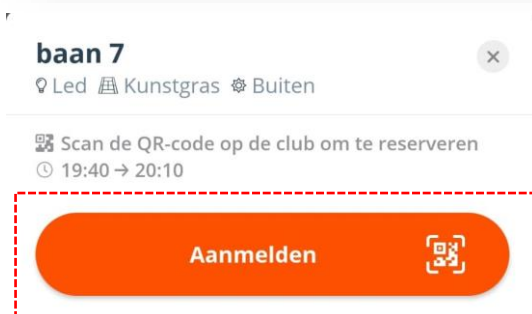 baan 7
Led Kunstgras Buiten
Scan de QR-code op de club om te reserveren
19:40 → 20:10
Aanmelden